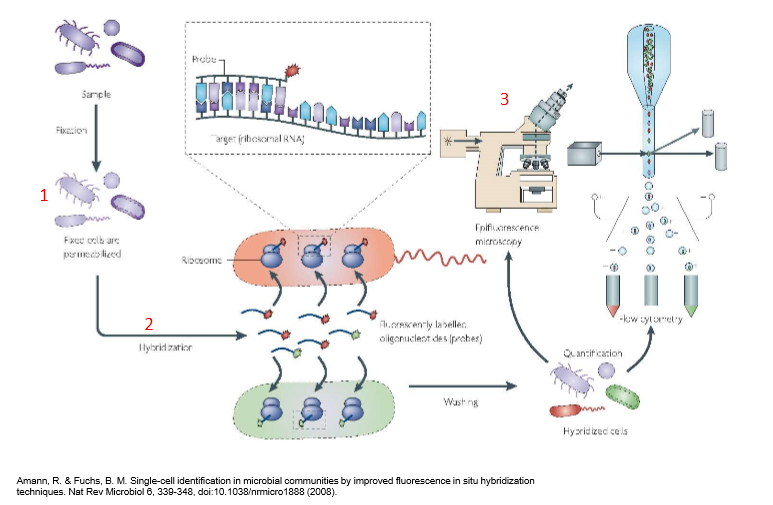 Sample
Fixation
1
Fixed cells are
permeabilized
2
Hybridization
Probe
Target (ribosomal RNA)
Ribosome
Fluorescently labelled
oligonucleotides (probes)
Washing
3
Epifluorescence
microscopy
Flow cytometry
Quantification
Hybridized cells
Amann, R. & Fuchs, B. M. Single-cell identification in microbial communities by improved fluorescence in situ hybridization
techniques. Nat Rev Microbiol 6, 339-348, doi:10.1038/nrmicro1888 (2008).